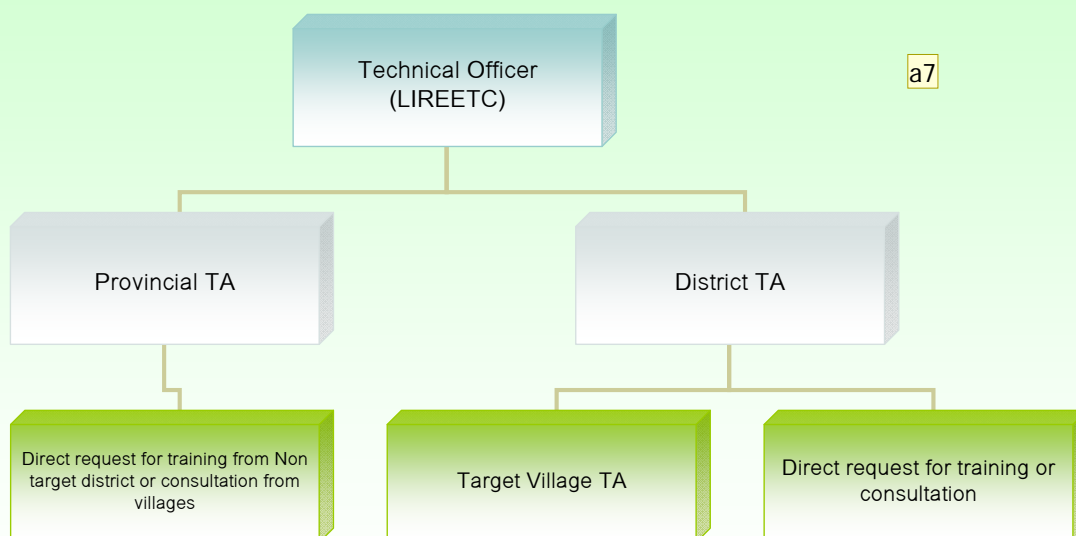 Technical Officer
(LIREETC)
a7
Provincial TA
District TA
Direct request for training from Non
target district or consultation from
villages
Target Village TA
Direct request for training or
consultation